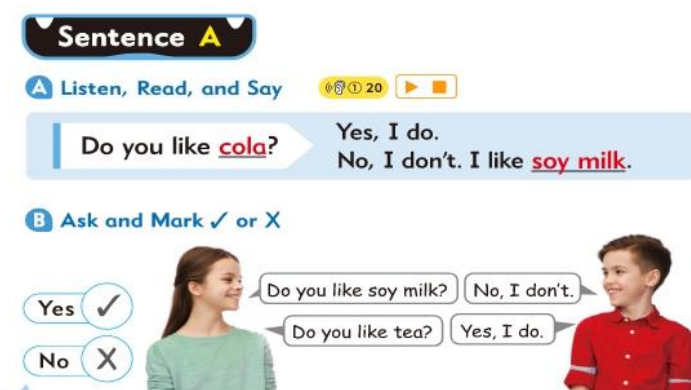 Sentence A
A Listen, Read, and Say
1 20
Do you like cola?
Yes, I do.
No, I don't. I like soy milk.
B Ask and Mark ✓ or X
Yes ✓
No X
Do you like soy milk?
No, I don't.
Do you like tea?
Yes, I do.